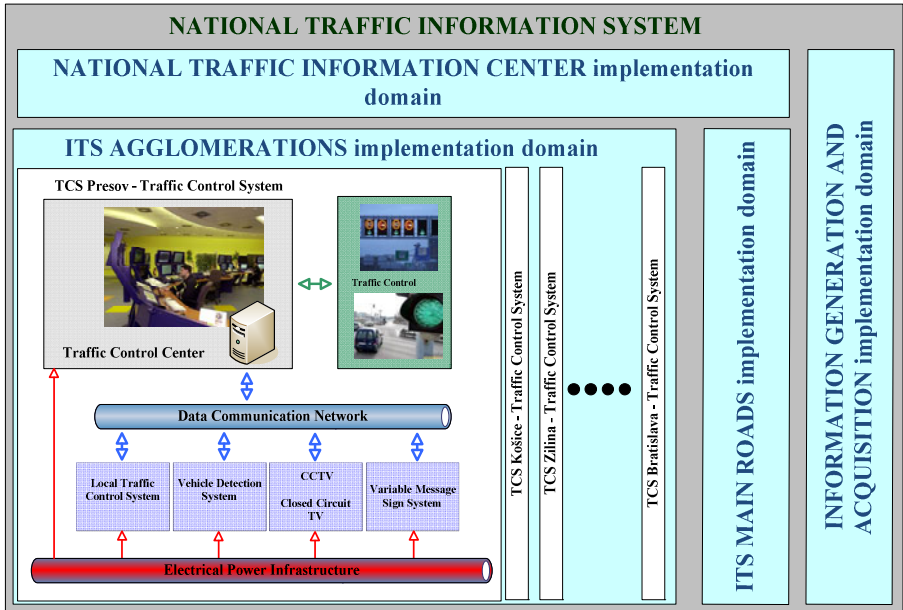 NATIONAL TRAFFIC INFORMATION SYSTEM
NATIONAL TRAFFIC INFORMATION CENTER implementation
domain
ITS AGGLOMERATIONS implementation domain
TCS Presov - Traffic Control System
Traffic Control
Traffic Control Center
Data Communication Network
Local Traffic
Control System
Vehicle Detection
System
CCTV
Closed Circuit
TV
Variable Message
Sign System
Electrical Power Infrastructure
TCS Košice - Traffic Control System
TCS Zilina - Traffic Control System
TCS Bratislava - Traffic Control System
ITS MAIN ROADS implementation domain
INFORMATION GENERATION AND
ACQUISITION implementation domain